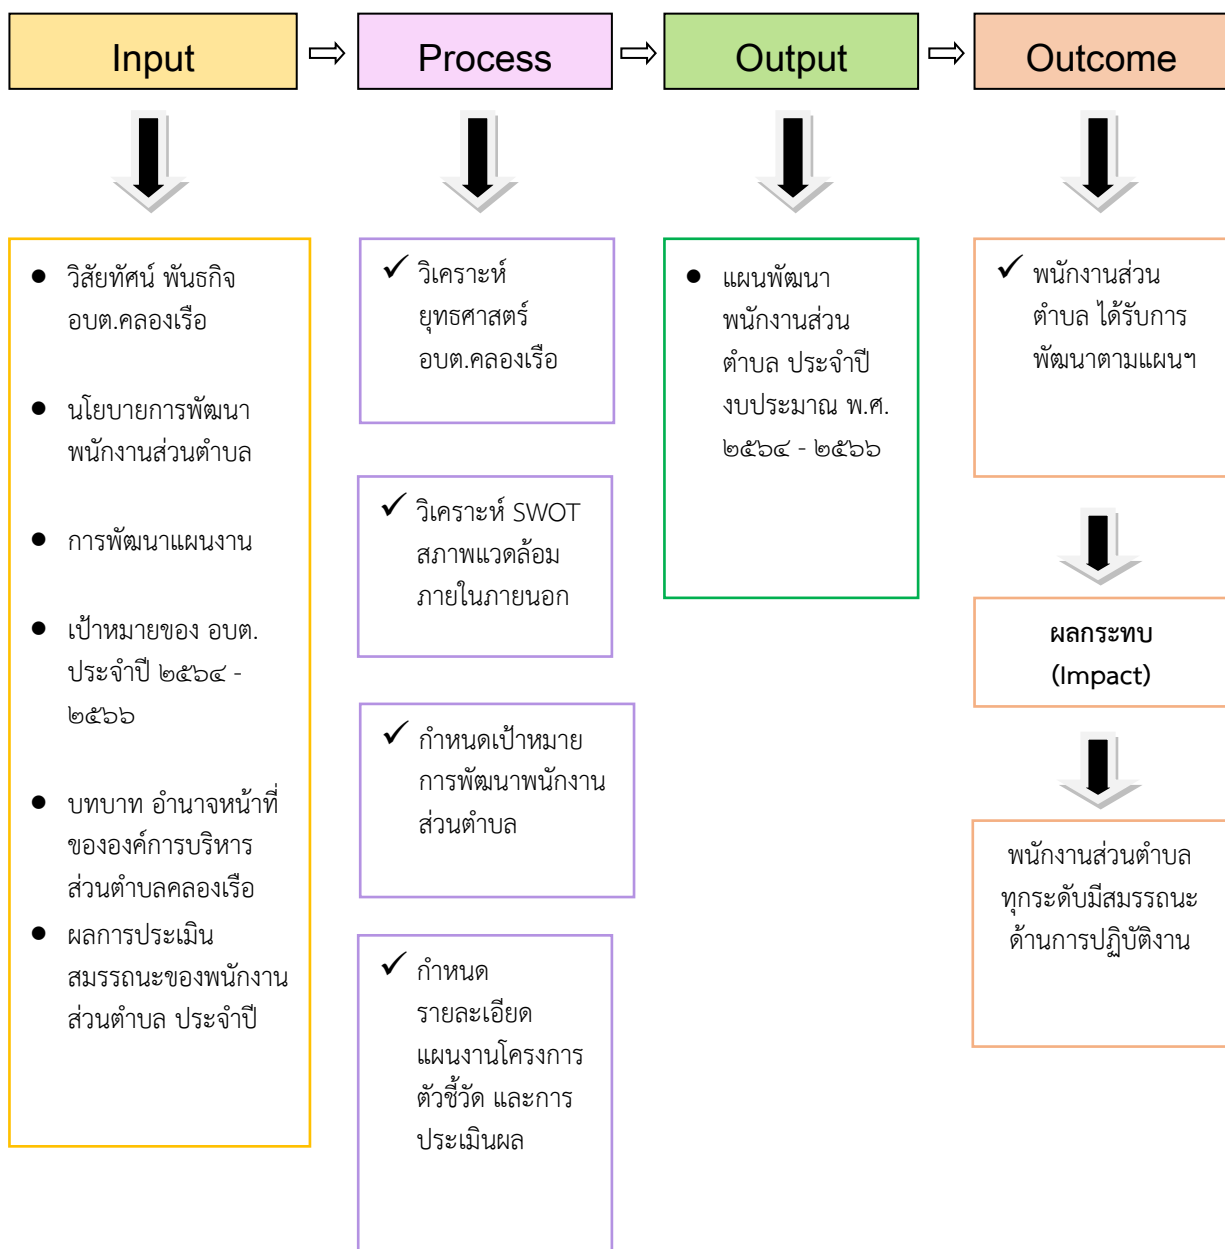 Input
Process
Output
Outcome
● วิสัยทัศน์ พันธกิจ
อบต.คลองเรือ
● นโยบายการพัฒนา
พนักงานส่วนตำบล
● การพัฒนาแผนงาน
● เป้าหมายของ อบต.
ประจำปี ๒๕๖๔ -
๒๕๖๖
● บทบาท อำนาจหน้าที่
ขององค์การบริหาร
ส่วนตำบลคลองเรือ
● ผลการประเมิน
สมรรถนะของพนักงาน
ส่วนตำบล ประจำปี
✓ วิเคราะห์
ยุทธศาสตร์
อบต.คลองเรือ
✓ วิเคราะห์ SWOT
สภาพแวดล้อม
ภายในภายนอก
✓ กำหนดเป้าหมาย
การพัฒนาพนักงาน
ส่วนตำบล
✓ กำหนด
รายละเอียด
แผนงานโครงการ
ตัวชี้วัด และการ
ประเมินผล
● แผนพัฒนา
พนักงานส่วน
ตำบล ประจำปี
งบประมาณ พ.ศ.
๒๕๖๔ - ๒๕๖๖
✓ พนักงานส่วน
ตำบล ได้รับการ
พัฒนาตามแผนฯ
ผลกระทบ
(Impact)
พนักงานส่วนตำบล
ทุกระดับมีสมรรถนะ
ด้านการปฏิบัติงาน